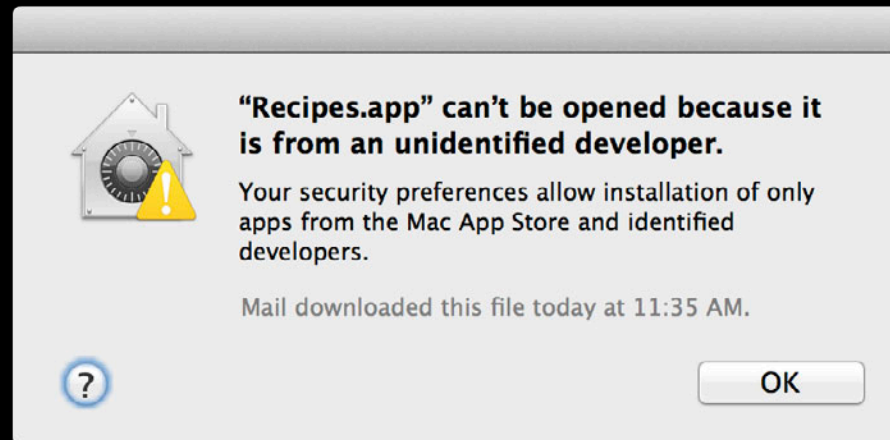 “Recipes.app” can’t be opened because it
is from an unidentified developer.
Your security preferences allow installation of only
apps from the Mac App Store and identified
developers.
Mail downloaded this file today at 11:35 AM.
?
OK